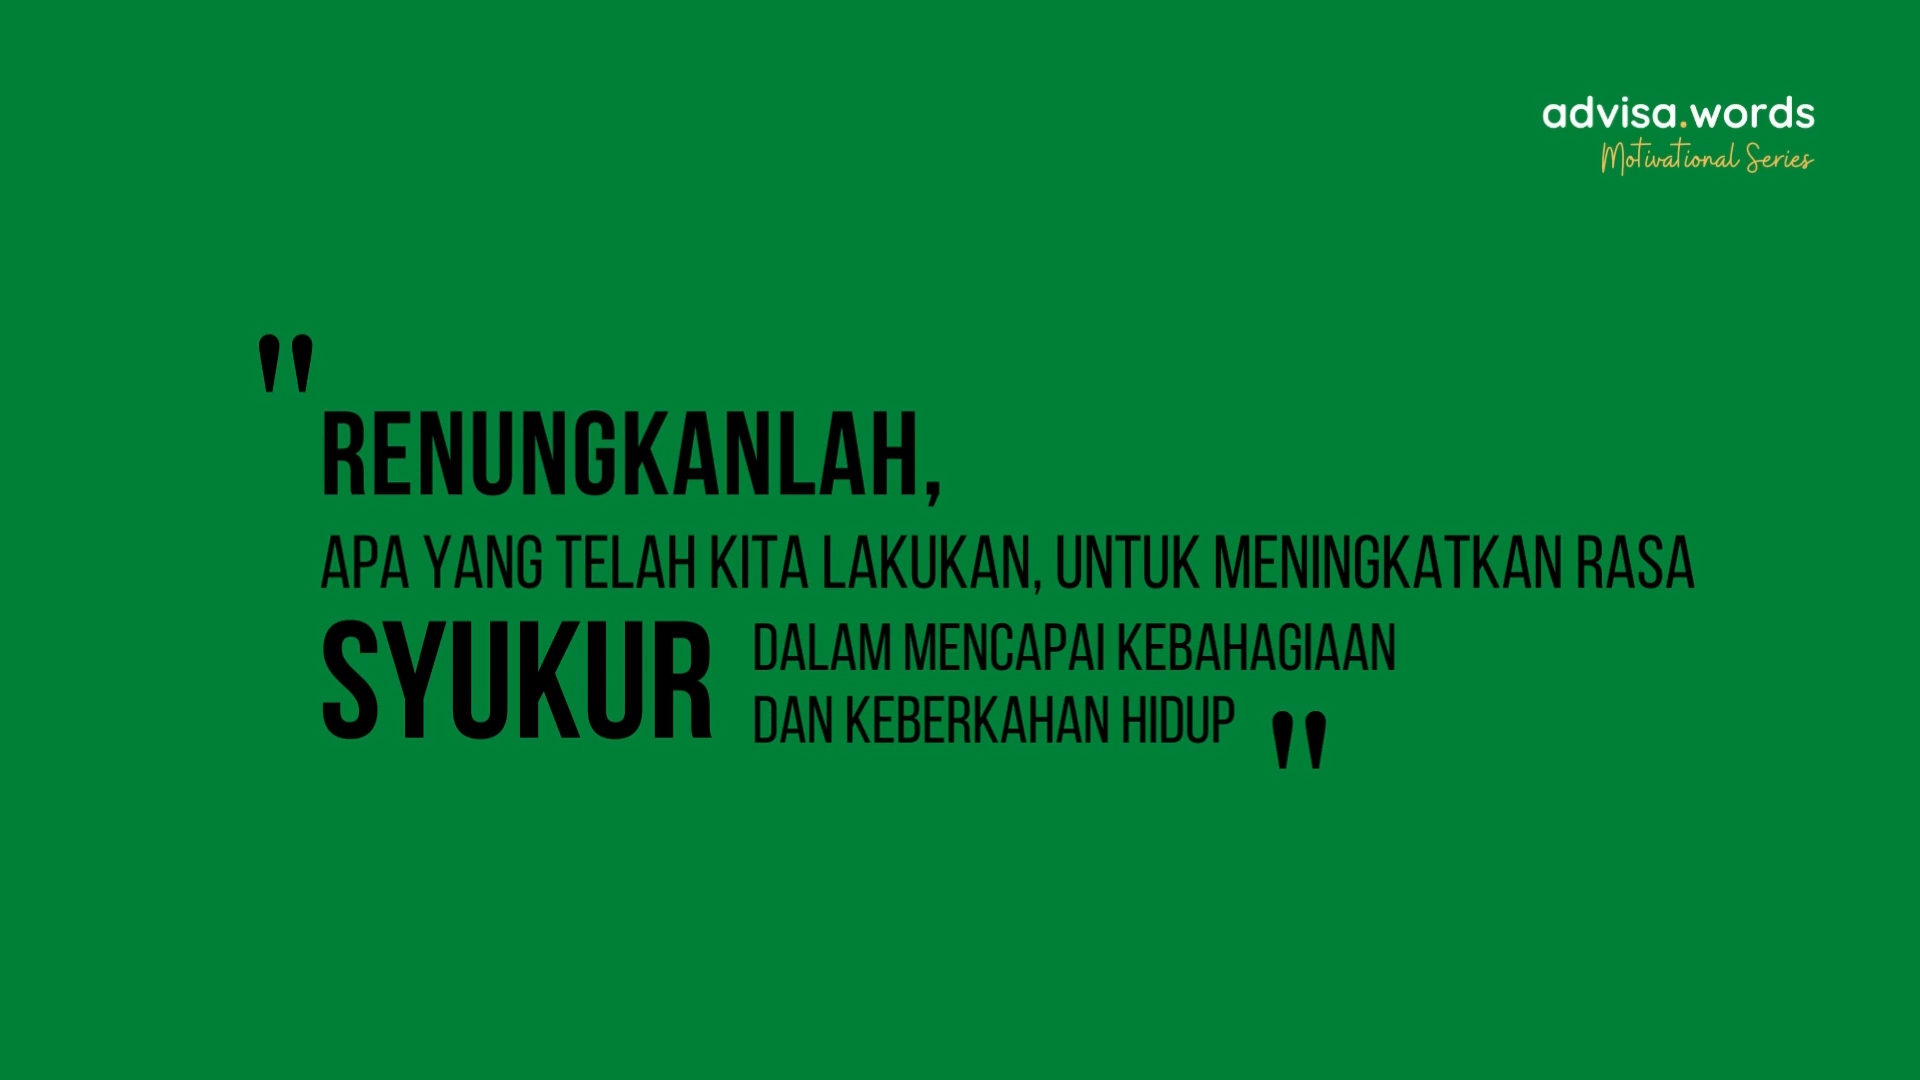 advisa.words
Motivational Series
"RENUNGKANLAH,
APA YANG TELAH KITA LAKUKAN, UNTUK MENINGKATKAN RASA
SYUKUR DALAM MENCAPAI KEBAHAGIAAN
DAN KEBERKAHAN HIDUP"